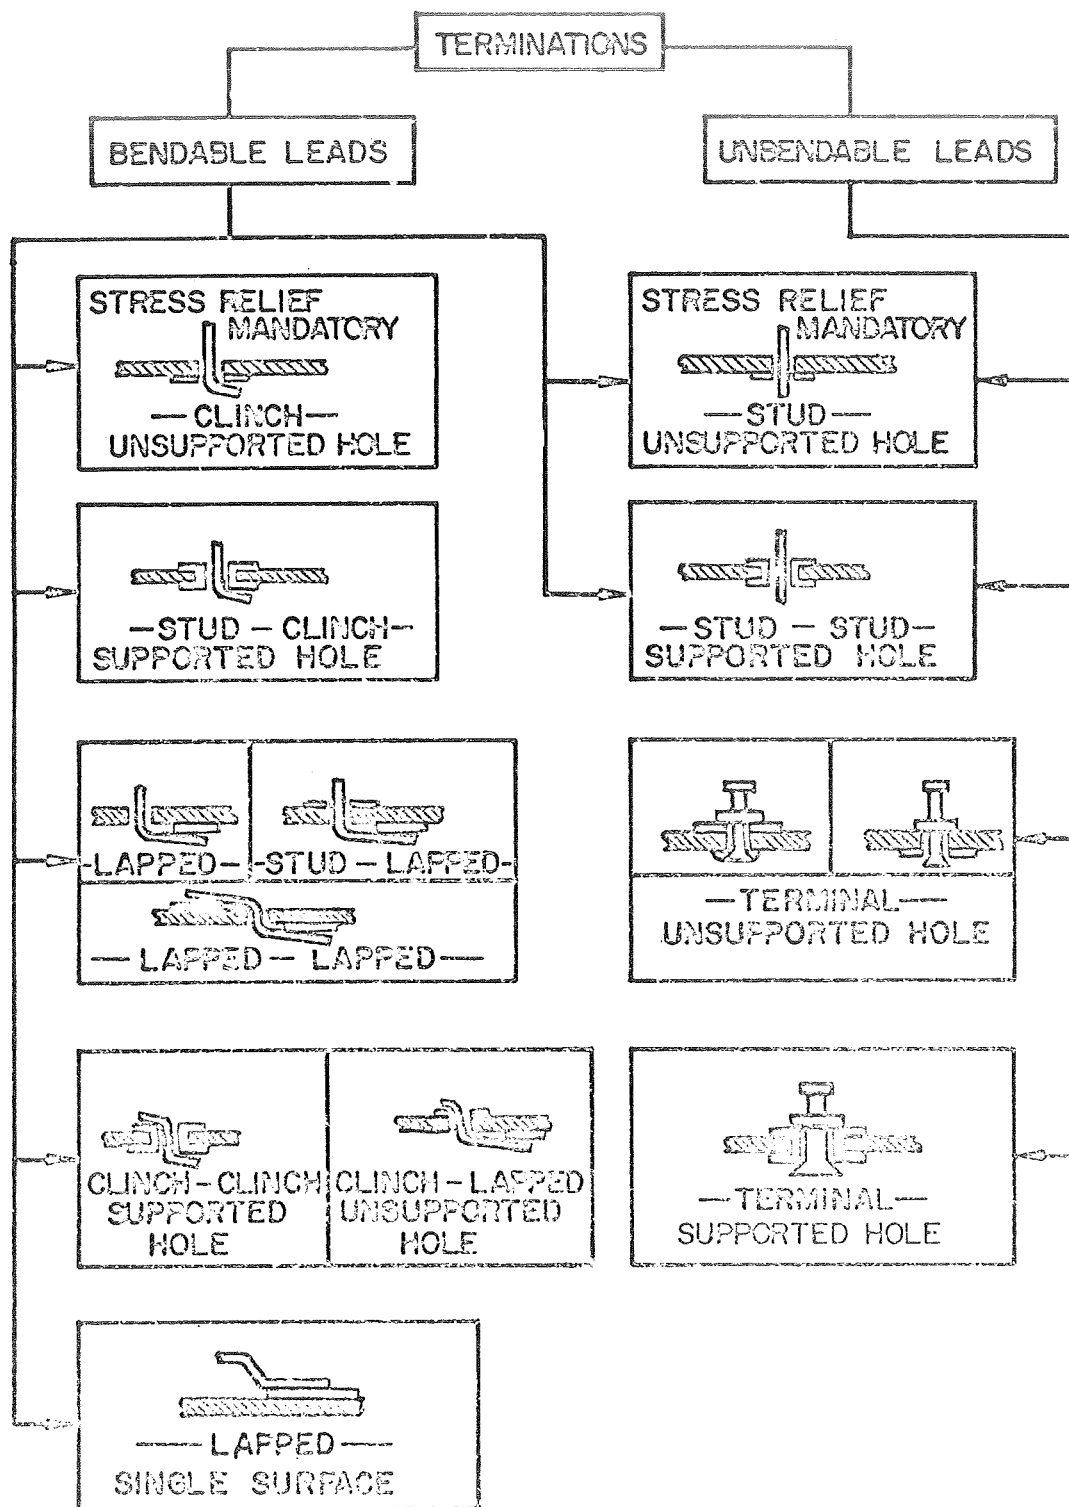 TERMINATIONS
BENDABLE LEADS
UNBENDABLE LEADS
STRESS RELIEF
MANDATORY
—CLINCH—
UNSUPPORTED HOLE
STRESS RELIEF
MANDATORY
—STUD—
UNSUPPORTED HOLE
—STUD—CLINCH—
SUPPORTED HOLE
—STUD—STUD—
SUPPORTED HOLE
-LAPPED-
-STUD-LAPPED-
—LAPPED—LAPPED—
—TERMINAL—
UNSUPPORTED HOLE
CLINCH-CLINCH
SUPPORTED
HOLE
CLINCH-LAPPED
UNSUPPORTED
HOLE
—TERMINAL—
SUPPORTED HOLE
—LAPPED—
SINGLE SURFACE